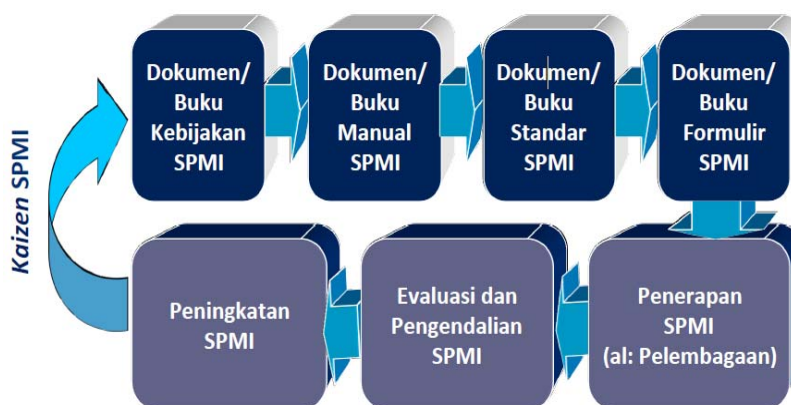 Dokumen/
Buku
Kebijakan
SPMI
Dokumen/
Buku
Manual
SPMI
Dokumen/
Buku
Standar
SPMI
Dokumen/
Buku
Formulir
SPMI
Kaizen SPMI
Peningkatan
SPMI
Evaluasi dan
Pengendalian
SPMI
Penerapan
SPMI
(al: Pelembagaan)